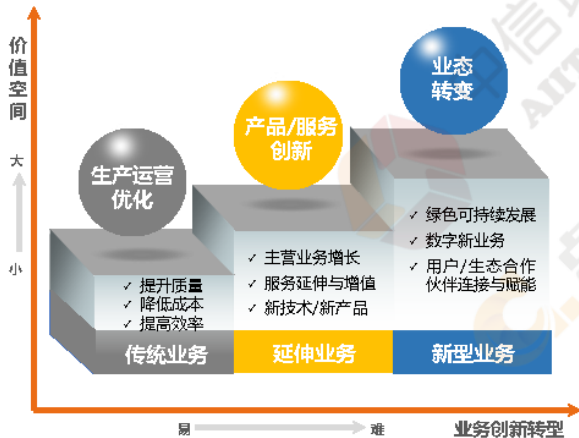 价值空间
大
小
生产运营
优化
产品/服务
创新
业态
转变
✓ 提升质量
✓ 降低成本
✓ 提高效率
✓ 主营业务增长
✓ 服务延伸与增值
✓ 新技术/新产品
✓ 绿色可持续发展
✓ 数字新业务
✓ 用户/生态合作
伙伴连接与赋能
传统业务
延伸业务
新型业务
易
难
业务创新转型